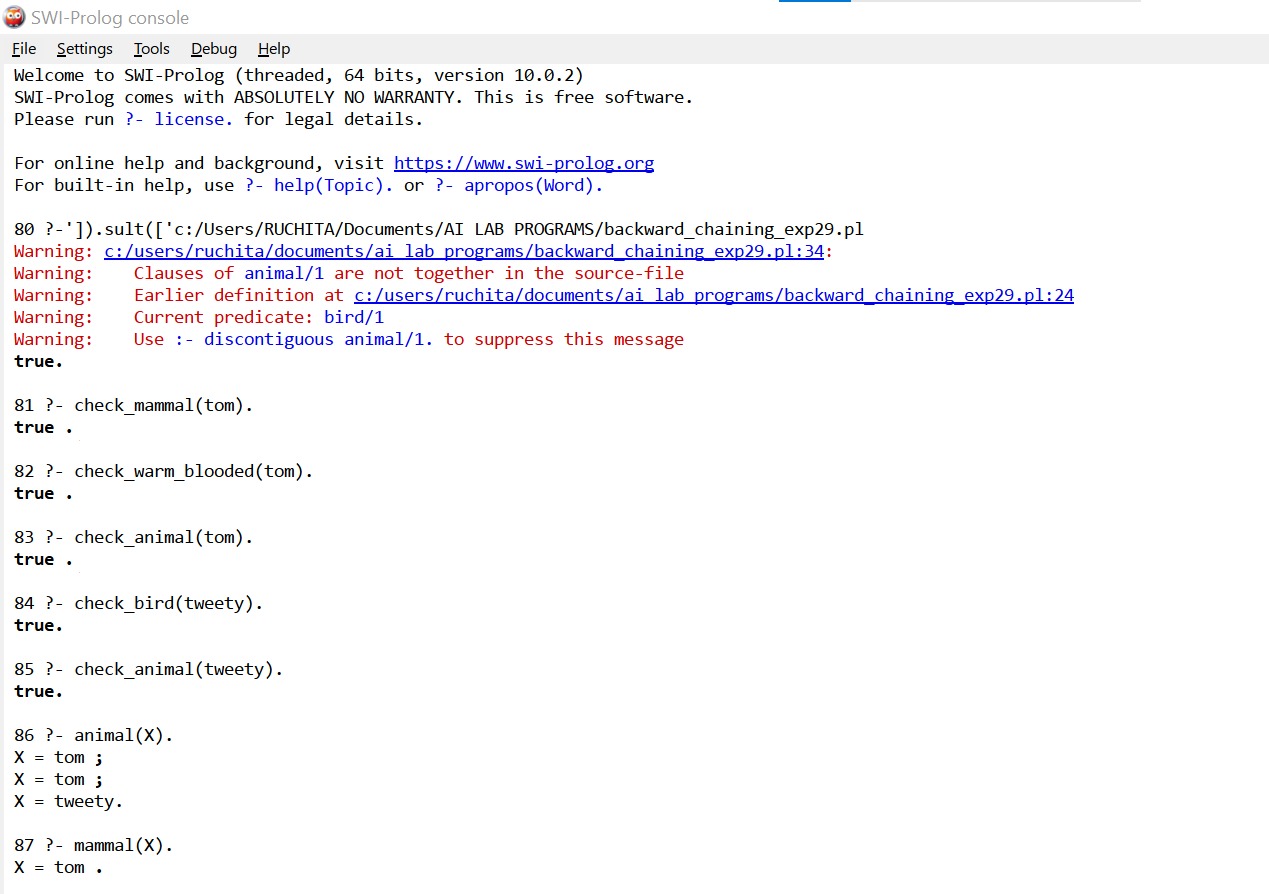 SWI-Prolog console
File Settings Tools Debug Help
Welcome to SWI-Prolog (threaded, 64 bits, version 10.0.2)
SWI-Prolog comes with ABSOLUTELY NO WARRANTY. This is free software.
Please run ?- license. for legal details.
For online help and background, visit https://www.swi-prolog.org
For built-in help, use ?- help(Topic). or ?- apropos(Word).
80 ?-']).sult(['c:/Users/RUCHITA/Documents/AI LAB PROGRAMS/backward_chaining_exp29.pl
Warning: c:/users/ruchita/documents/ai lab programs/backward_chaining_exp29.pl:34:
Warning:    Clauses of animal/1 are not together in the source-file
Warning:    Earlier definition at c:/users/ruchita/documents/ai lab programs/backward_chaining_exp29.pl:24
Warning:    Current predicate: bird/1
Warning:    Use :- discontiguous animal/1. to suppress this message
true.
81 ?- check_mammal(tom).
true .
82 ?- check_warm_blooded(tom).
true .
83 ?- check_animal(tom).
true .
84 ?- check_bird(tweety).
true.
85 ?- check_animal(tweety).
true.
86 ?- animal(X).
X = tom ;
X = tom ;
X = tweety.
87 ?- mammal(X).
X = tom .